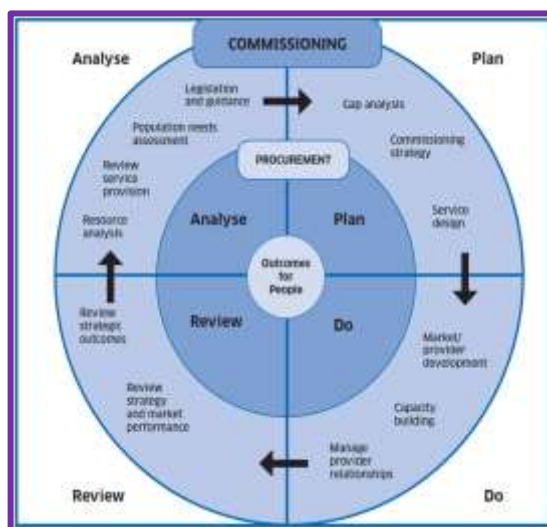 COMMISSIONING
Analyse
Plan
Legislation
and guidance
Gap analysis
Population needs
assessment
Commissioning
strategy
PROCUREMENT
Review
service
provision
Resource
analysis
Analyse
Plan
Service
design
Outcomes
for
People
Review
strategic
outcomes
Review
Do
Market/
provider
development
Review
strategy
and market
performance
Capacity
building
Manage
provider
relationships
Review
Do